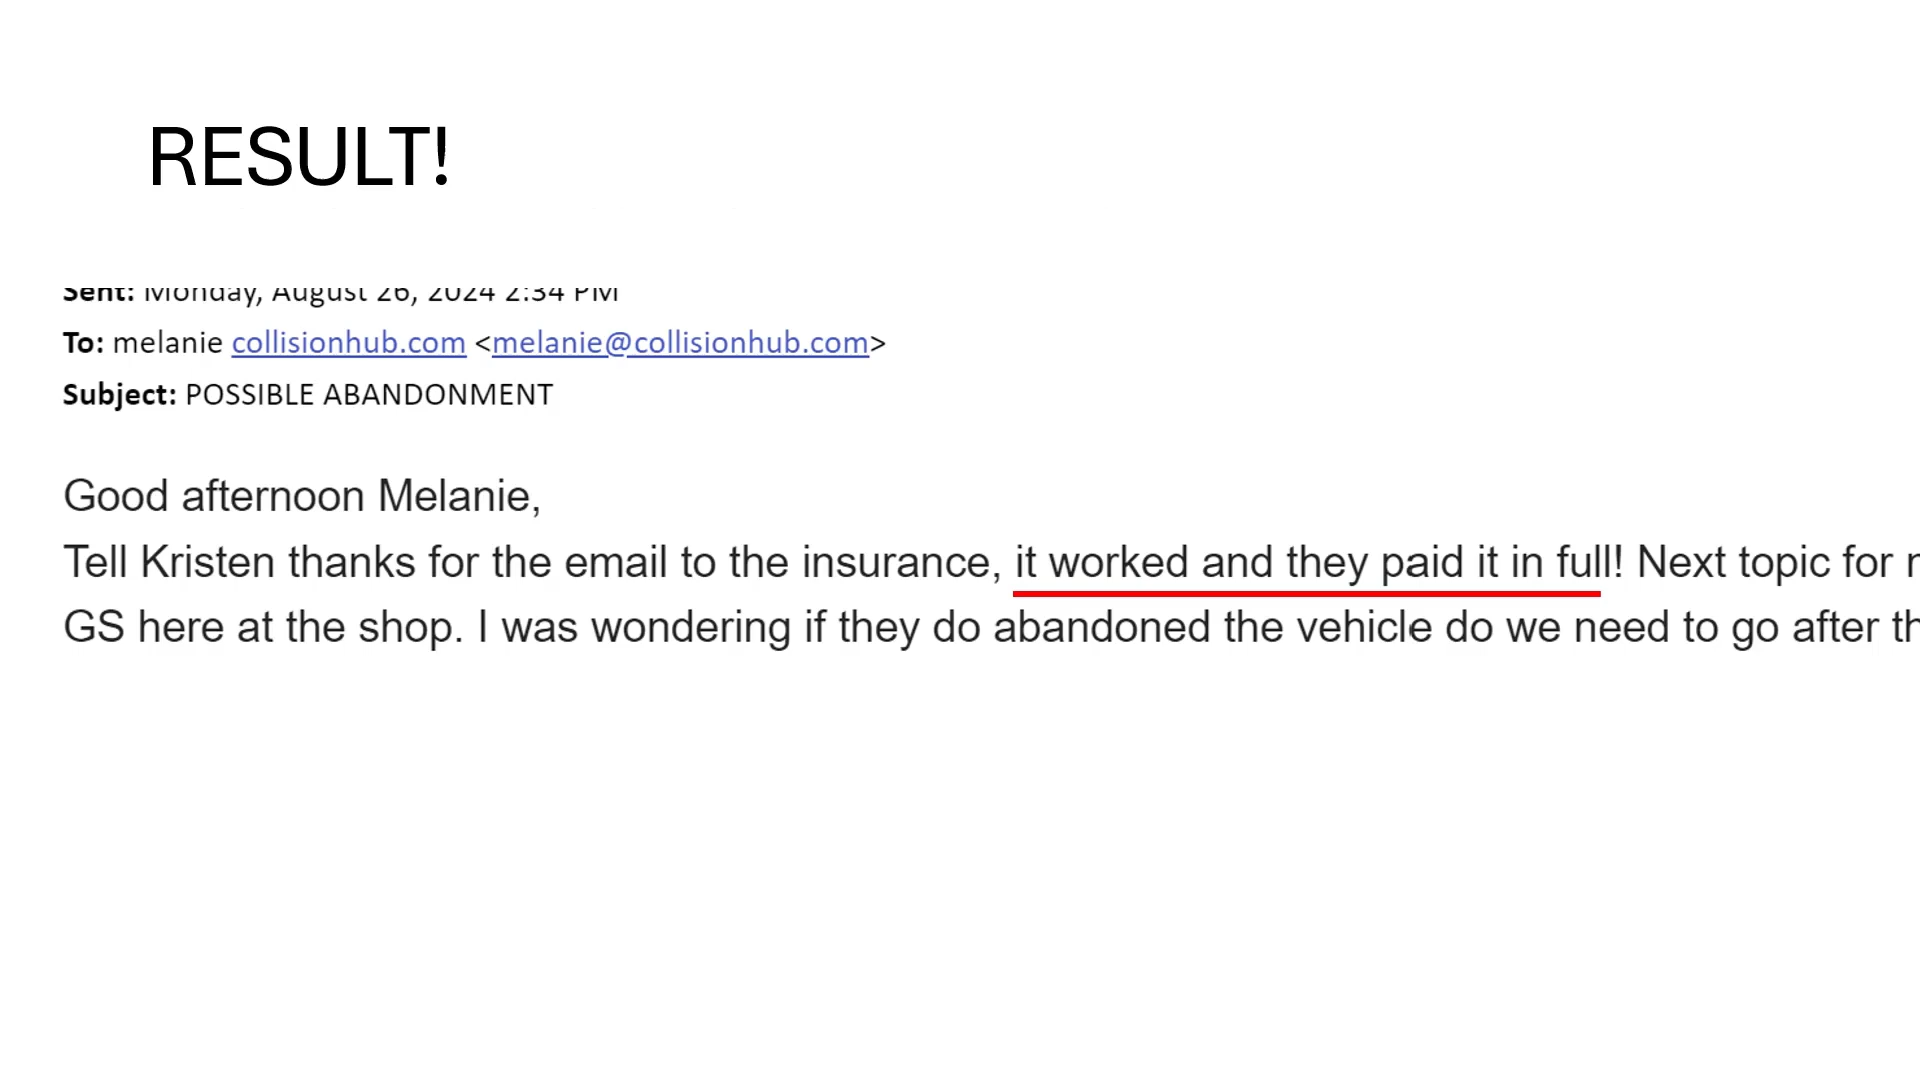 RESULT!
Sent: Monday, August 26, 2024 2:34 PM
To: melanie collisionhub.com <melanie@collisionhub.com>
Subject: POSSIBLE ABANDONMENT
Good afternoon Melanie,
Tell Kristen thanks for the email to the insurance, it worked and they paid it in full! Next topic for
GS here at the shop. I was wondering if they do abandoned the vehicle do we need to go after